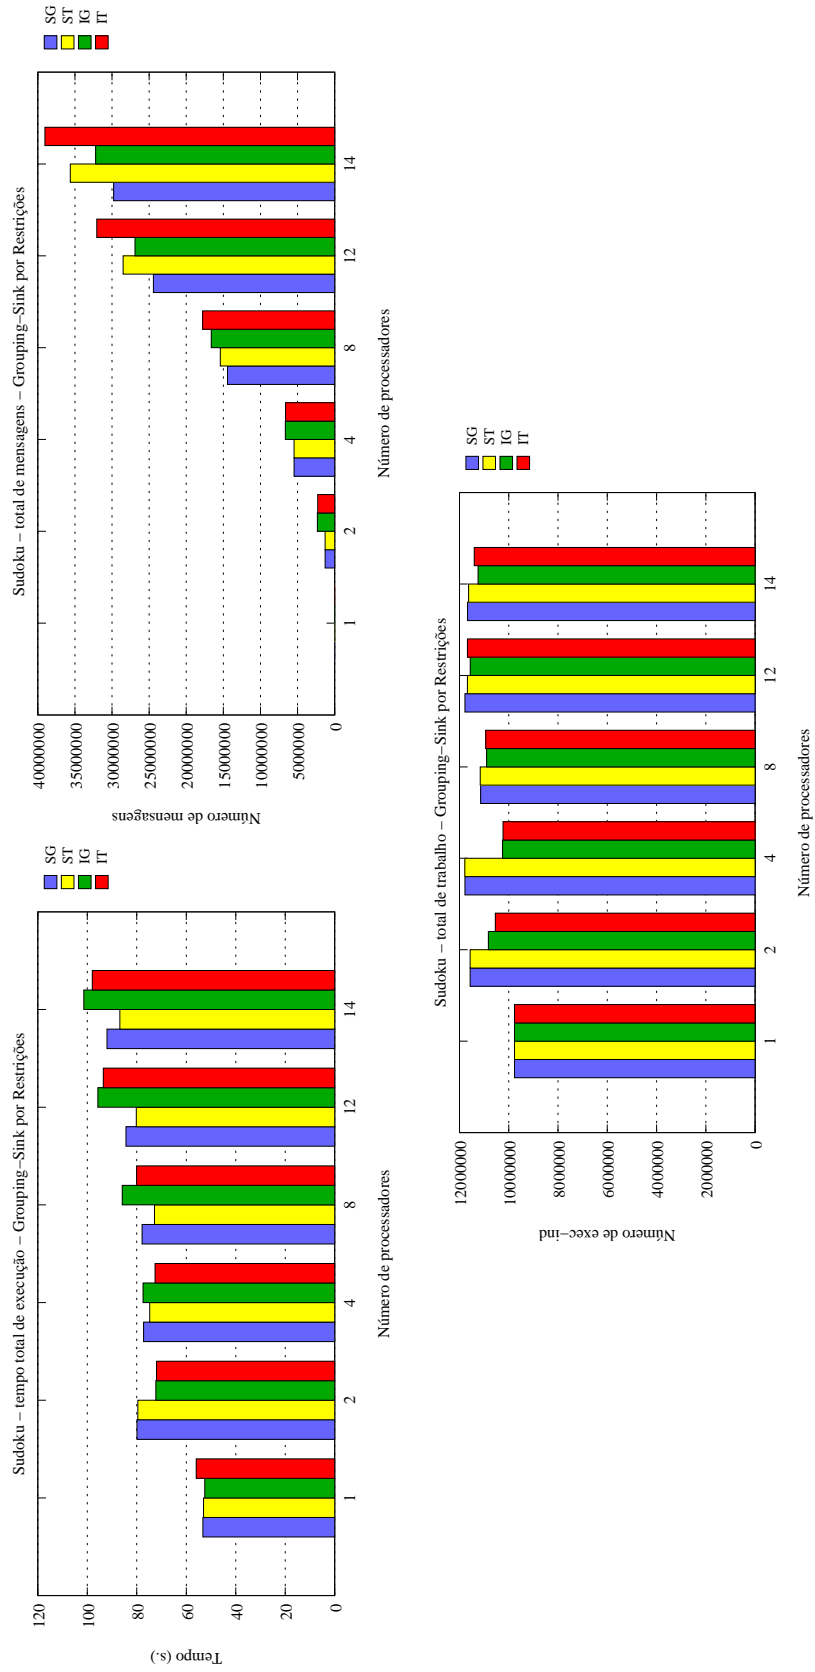 Sudoku – tempo total de execução – Grouping–Sink por Restrições
120
100
80
60
40
20
0
Tempo (s.)
1
2
4
8
12
14
Número de processadores
SG
ST
IG
IT
Sudoku – total de mensagens – Grouping–Sink por Restrições
40000000
35000000
30000000
25000000
20000000
15000000
10000000
5000000
0
Número de mensagens
1
2
4
8
12
14
Número de processadores
SG
ST
IG
IT
Sudoku – total de trabalho – Grouping–Sink por Restrições
12000000
10000000
8000000
6000000
4000000
2000000
0
Número de exec–ind
1
2
4
8
12
14
Número de processadores
SG
ST
IG
IT